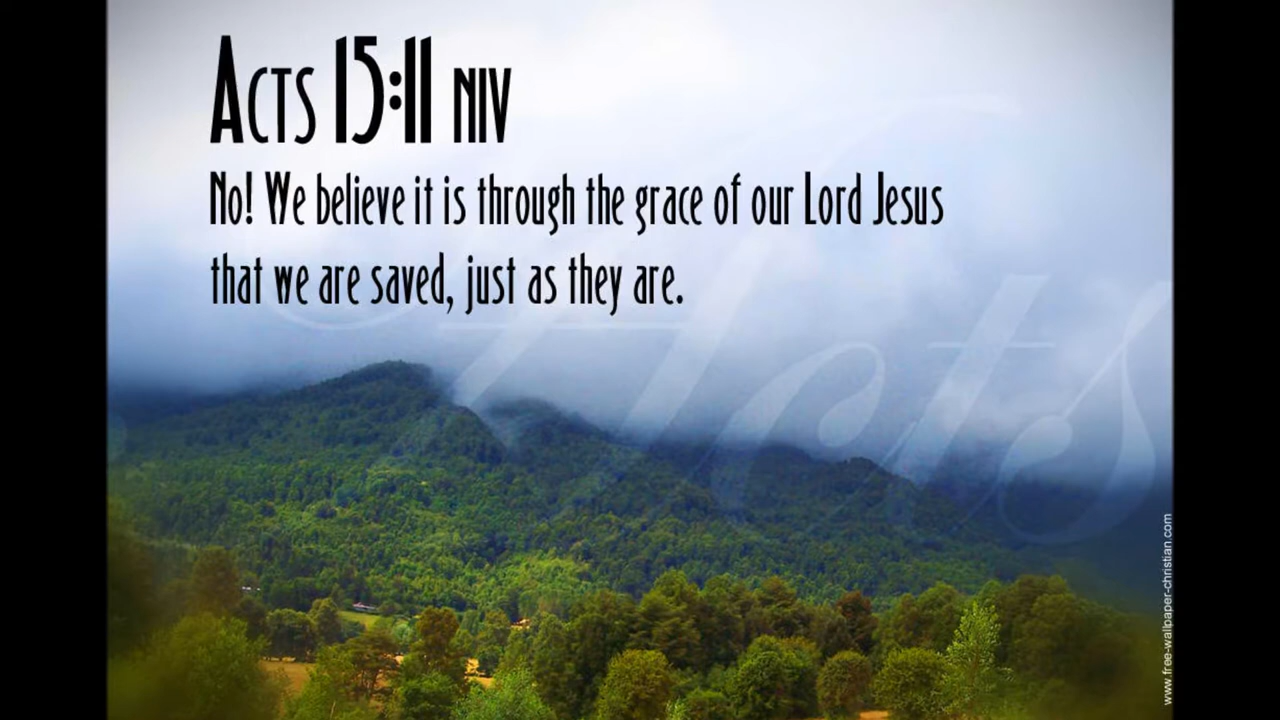 Acts 15:11 NIV
No! We believe it is through the grace of our Lord Jesus
that we are saved, just as they are.
Acts
www.free-wallpaper-christian.com